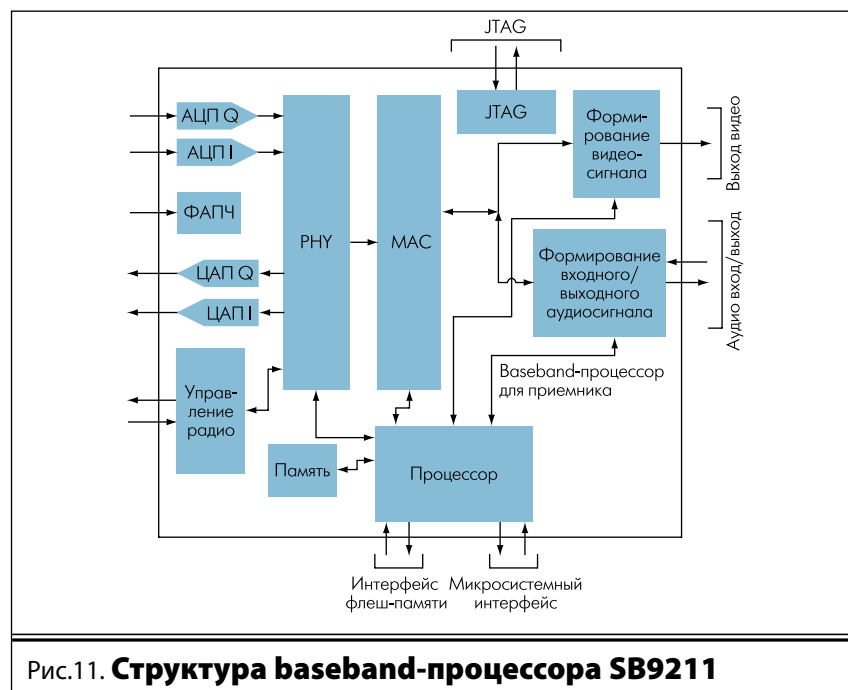 JTAG
АЦП Q
АЦП I
ФАПЧ
ЦАП Q
ЦАП I
Управ-
ление
радио
PHY
MAC
JTAG
Форми-
рование
видео-
сигнала
Выход видео
Формирование
входного/
выходного
аудиосигнала
Аудио вход/выход
Baseband-процессор
для приемника
Память
Процессор
Интерфейс
флеш-памяти
Микросистемный
интерфейс
Рис.11. Структура baseband-процессора SB9211